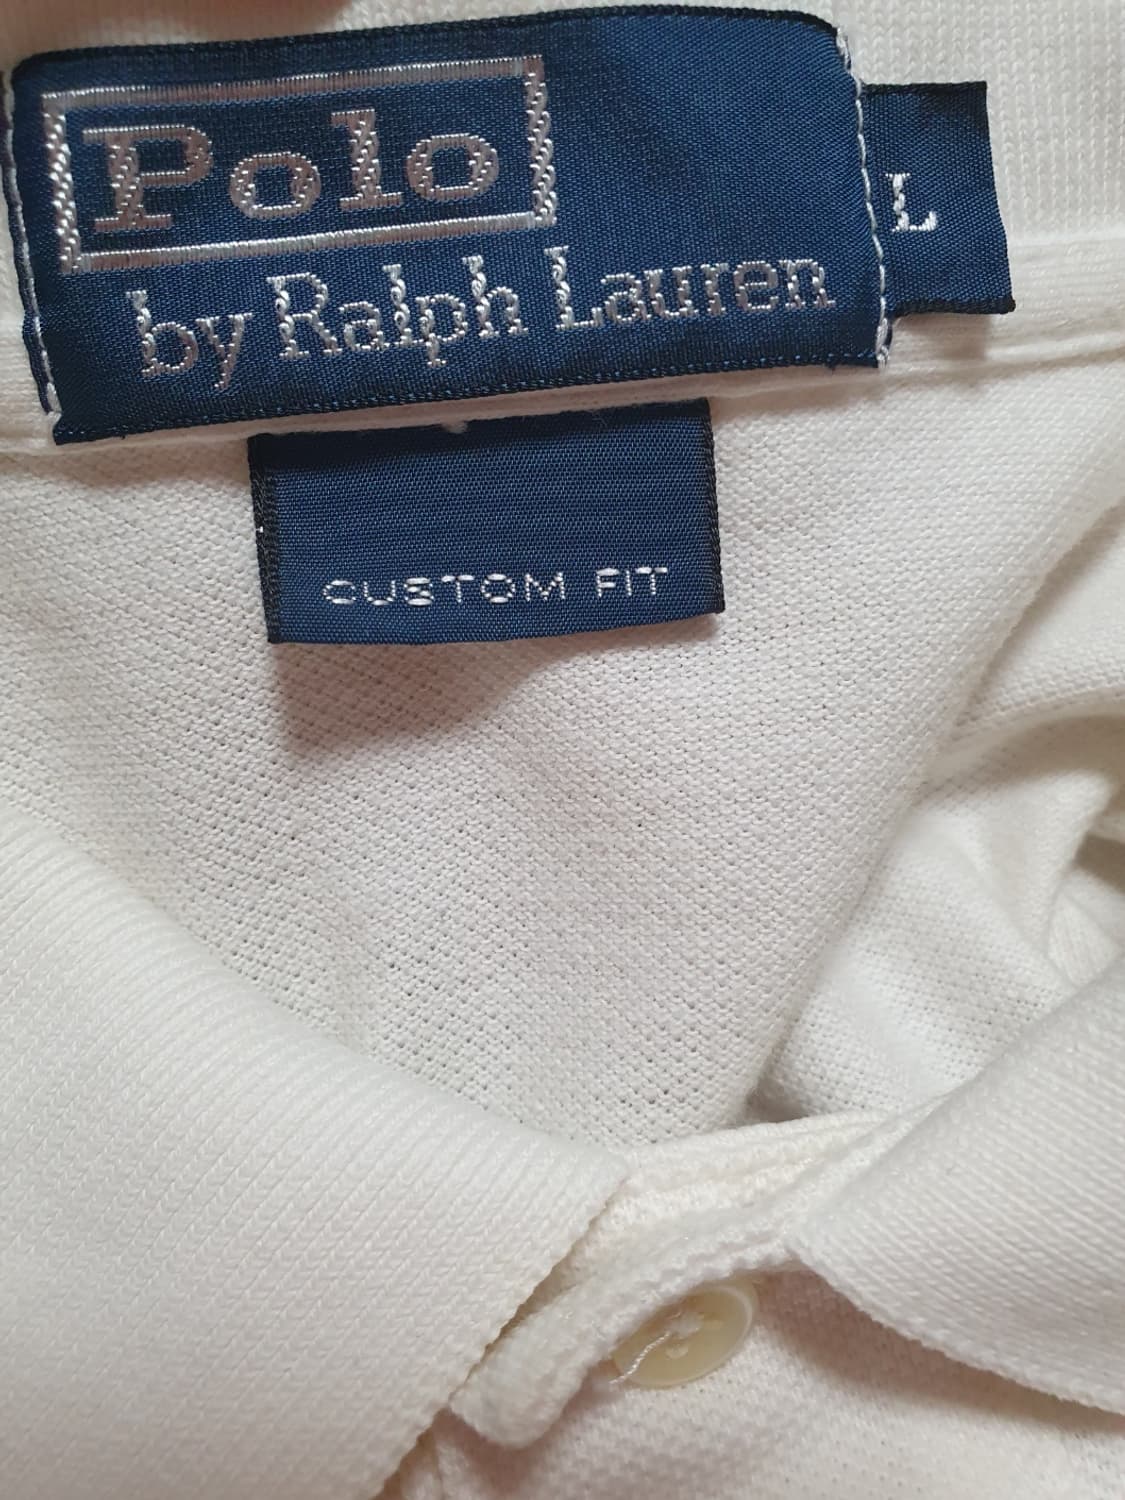 Polo
by Ralph Lauren
L
CUSTOM FIT